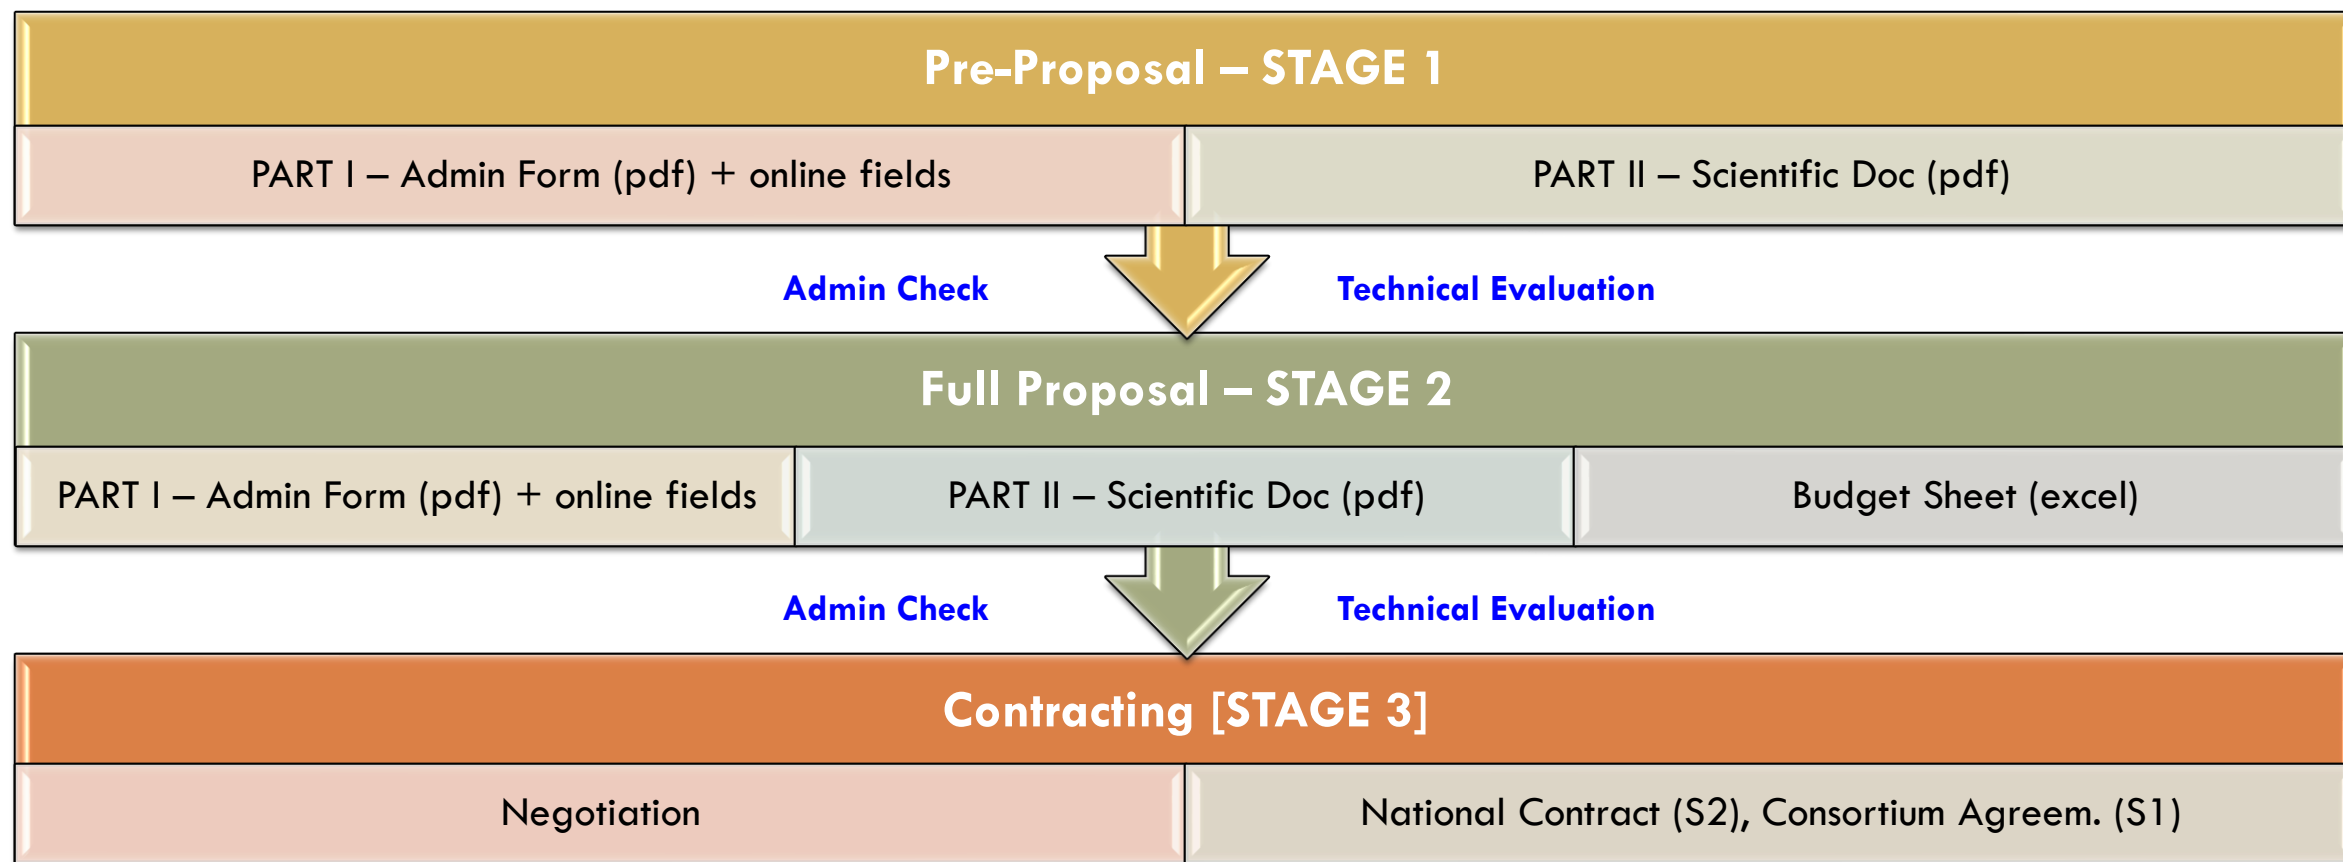 Pre-Proposal – STAGE 1
PART I – Admin Form (pdf) + online fields
PART II – Scientific Doc (pdf)
Admin Check
Technical Evaluation
Full Proposal – STAGE 2
PART I – Admin Form (pdf) + online fields
PART II – Scientific Doc (pdf)
Budget Sheet (excel)
Admin Check
Technical Evaluation
Contracting [STAGE 3]
Negotiation
National Contract (S2), Consortium Agreem. (S1)